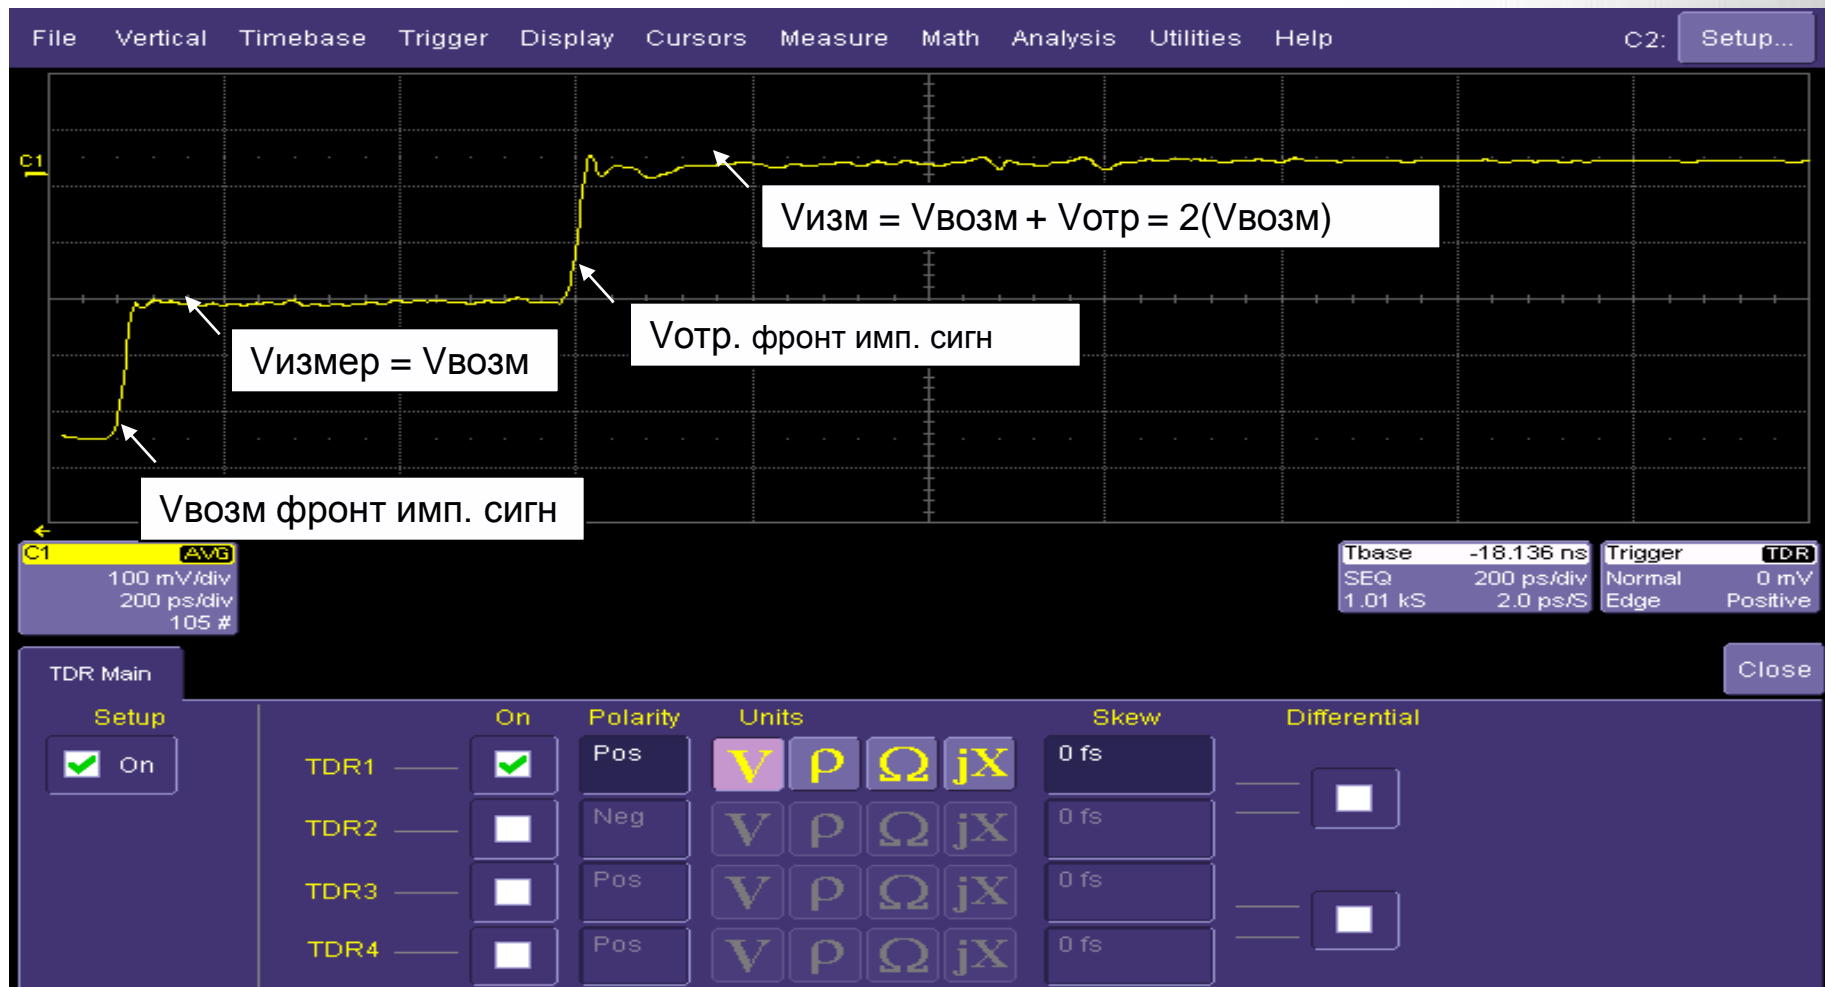 File Vertical Timebase Trigger Display Cursors Measure Math Analysis Utilities Help C2: Setup...
C1
Vизм = Vвозм + Vотр = 2(Vвозм)
Vотр. фронт имп. сигн
Vизмер = Vвозм
Vвозм фронт имп. сигн
C1 AVG
100 mV/div
200 ps/div
105 #
Tbase -18.136 ns
SEQ 200 ps/div
1.01 kS 2.0 ps/S
Trigger TDR
Normal 0 mV
Edge Positive
TDR Main Close
Setup On Polarity Units Skew Differential
On TDR1 Pos V ρ Ω jX 0 fs
TDR2 Neg V ρ Ω jX 0 fs
TDR3 Pos V ρ Ω jX 0 fs
TDR4 Pos V ρ Ω jX 0 fs